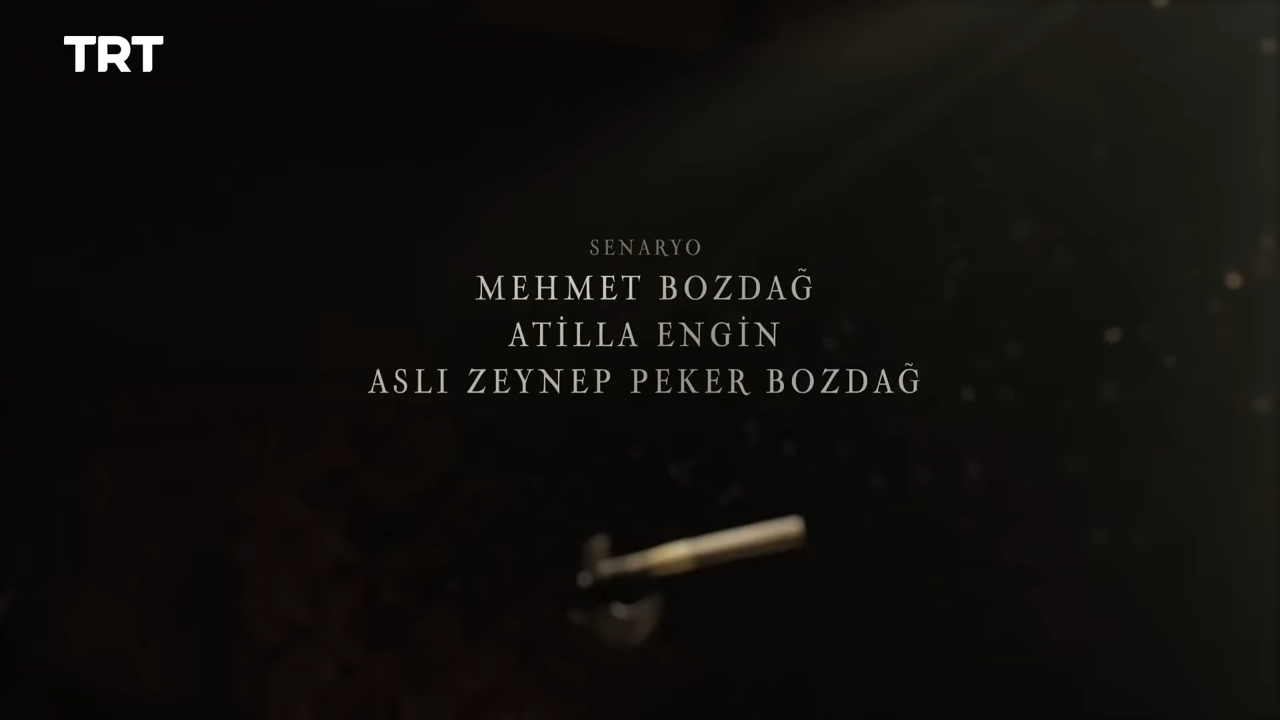 TRT
SENARYO
MEHMET BOZDAĞ
ATİLLA ENGİN
ASLI ZEYNEP PEKER BOZDAĞ